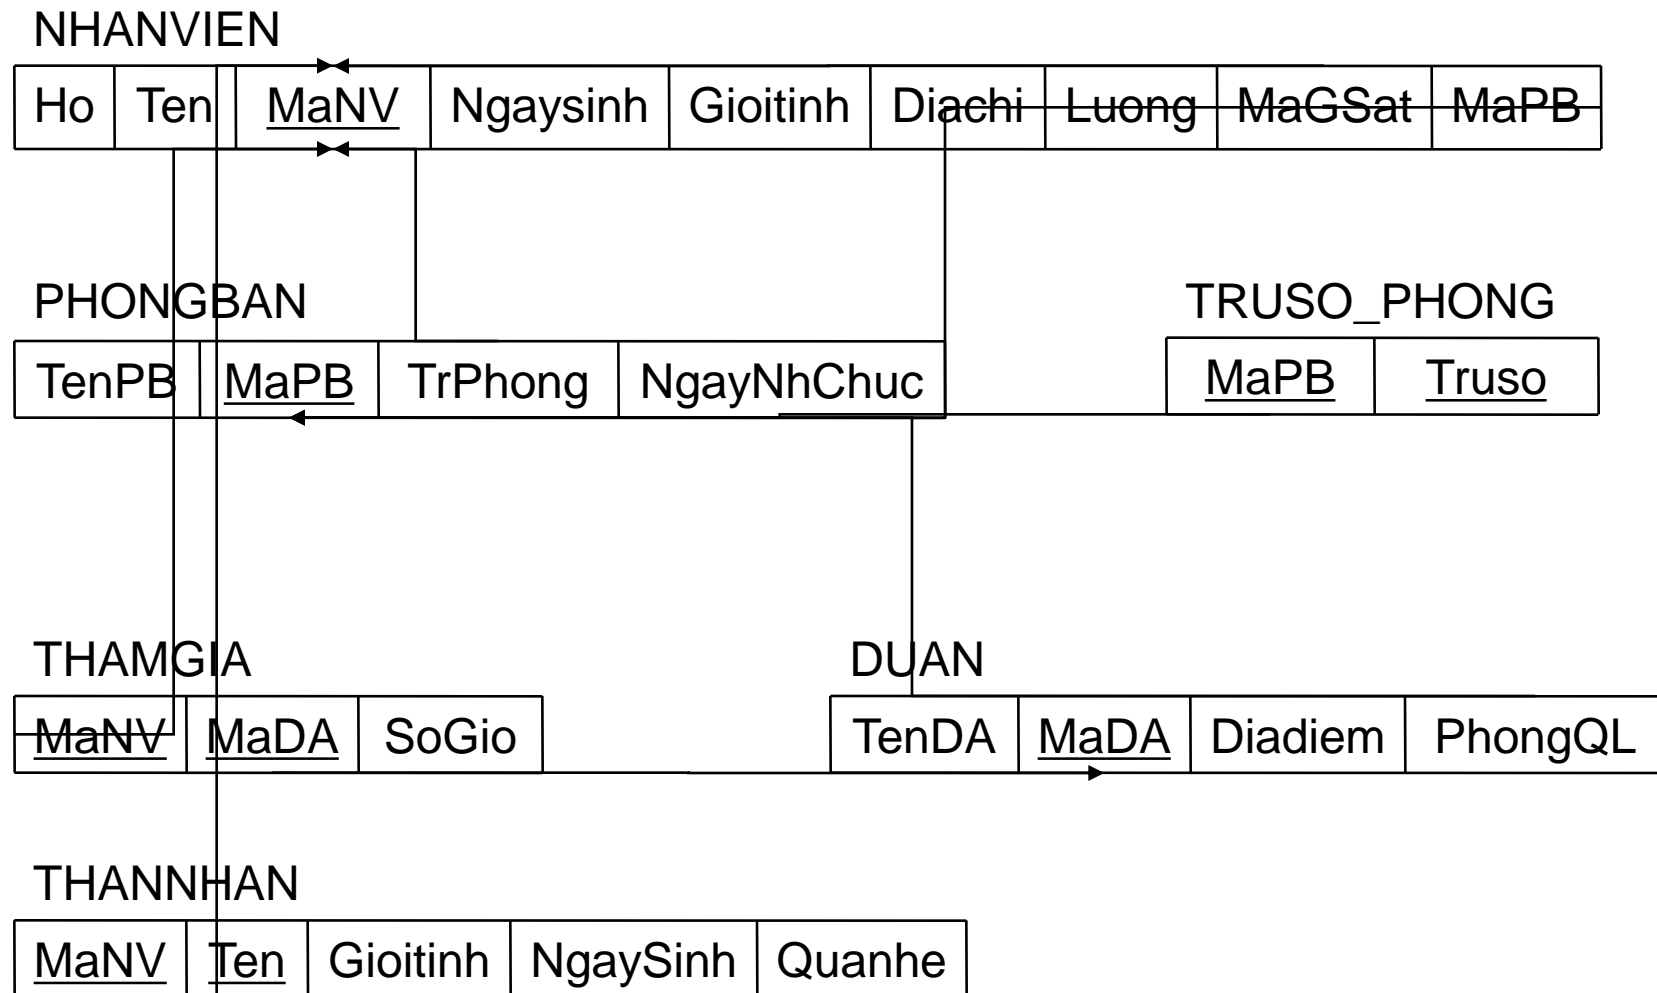 NHANVIEN
Ho Ten MaNV Ngaysinh Gioitinh Diachi Luong MaGSat MaPB
PHONGBAN TRUSO_PHONG
TenPB MaPB TrPhong NgayNhChuc MaPB Truso
THAMGIA DUAN
MaNV MaDA SoGio TenDA MaDA Diadiem PhongQL
THANNHAN
MaNV Ten Gioitinh NgaySinh Quanhe